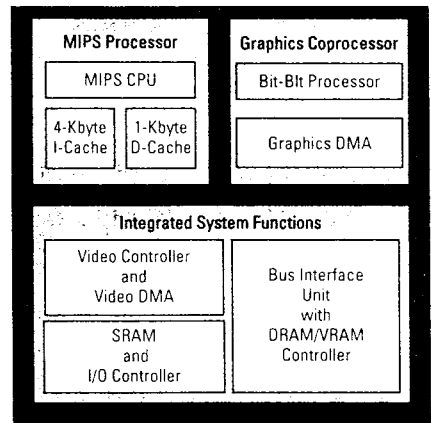 MIPS Processor
MIPS CPU
4-Kbyte
I-Cache
1-Kbyte
D-Cache
Graphics Coprocessor
Bit-Blt Processor
Graphics DMA
Integrated System Functions
Video Controller
and
Video DMA
SRAM
and
I/O Controller
Bus Interface
Unit
with
DRAM/VRAM
Controller